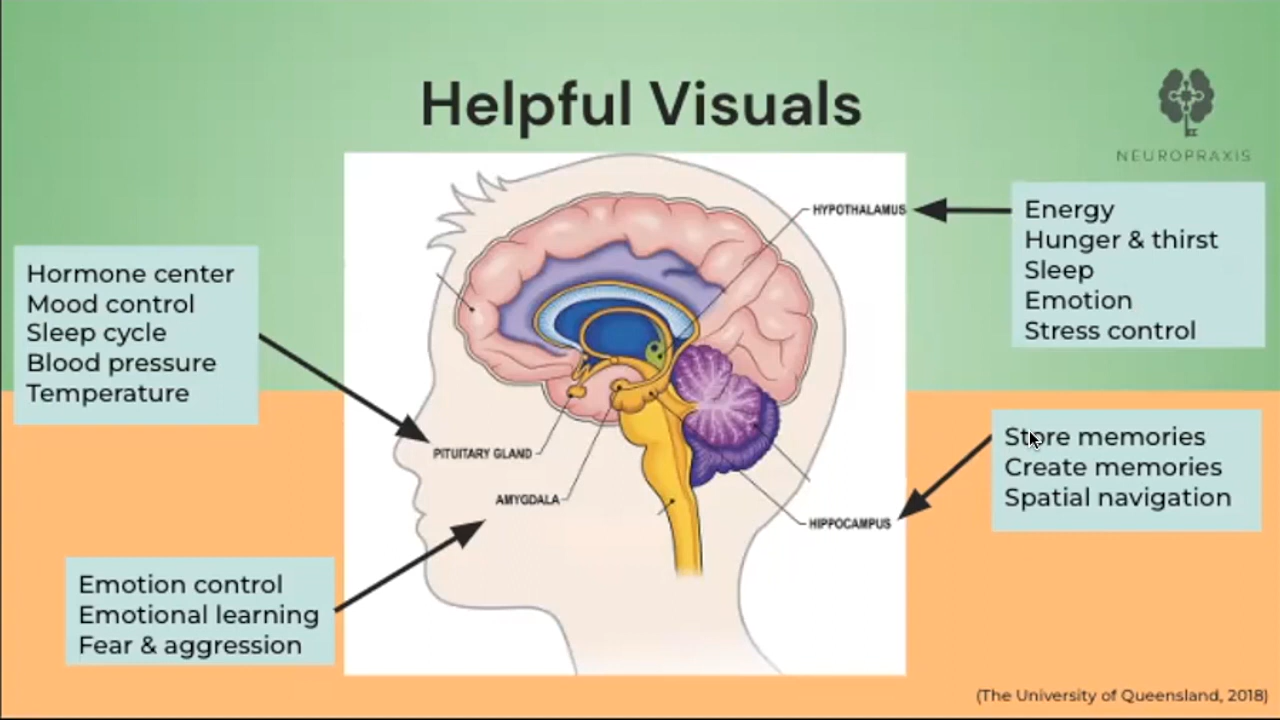 Helpful Visuals
NEUROPRAXIS
HYPOTHALAMUS
Energy
Hunger & thirst
Sleep
Emotion
Stress control
Hormone center
Mood control
Sleep cycle
Blood pressure
Temperature
PITUITARY GLAND
AMYGDALA
HIPPOCAMPUS
Store memories
Create memories
Spatial navigation
Emotion control
Emotional learning
Fear & aggression
(The University of Queensland, 2018)